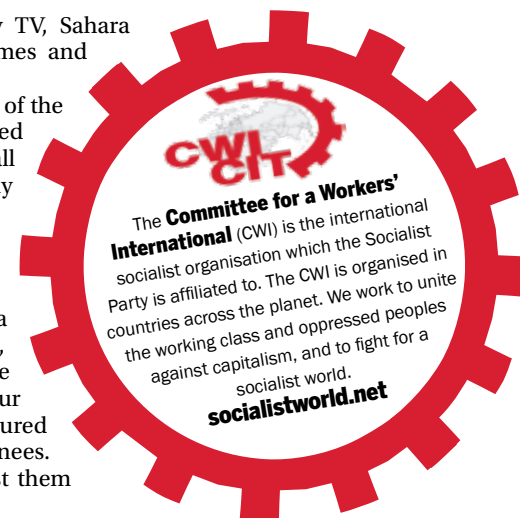 TV, Sahara
mes and
of the
ed
all
y
a
,
e
ur
ured
nees.
st them
CWI
CIT
The Committee for a Workers'
International (CWI) is the international
socialist organisation which the Socialist
Party is affiliated to. The CWI is organised in
countries across the planet. We work to unite
the working class and oppressed peoples
against capitalism, and to fight for a
socialist world.
socialistworld.net